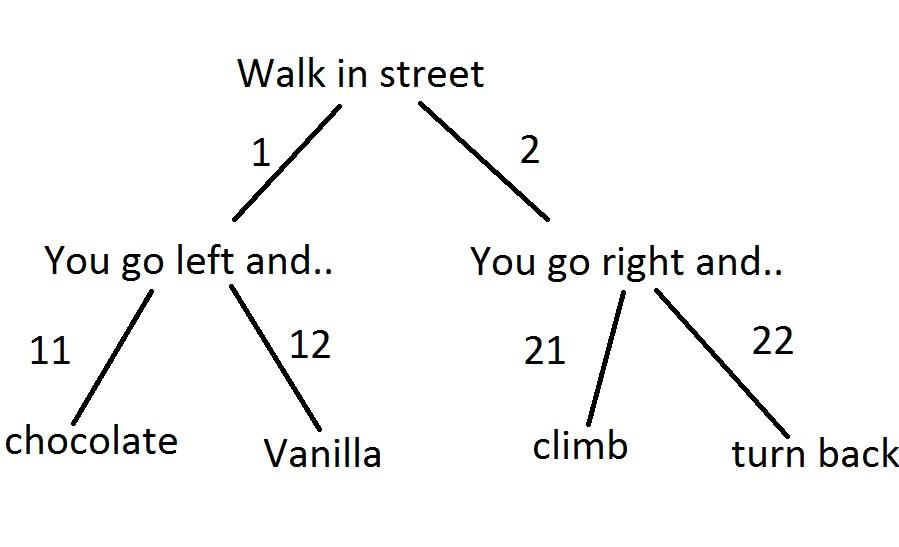 Walk in street
1
2
You go left and..
You go right and..
11
12
21
22
chocolate
Vanilla
climb
turn back